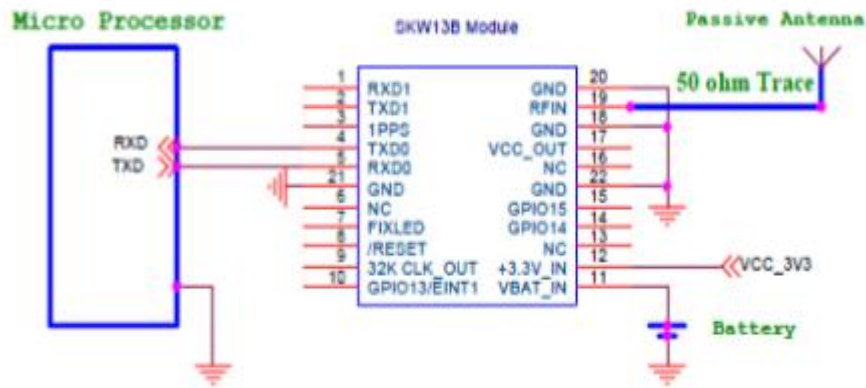 Micro Processor
SKW13B Module
Passive Antenna
50 ohm Trace
RXD
TXD
1 RXD1
2 TXD1
3 1PPS
4 TXD0
5 RXD0
21 GND
6 NC
7 FIXLED
8 /RESET
9 32K CLK_OUT
10 GPIO13/EINT1
GND 20
RFIN 19
GND 18
VCC_OUT 17
NC 16
GND 22
GPIO15 15
GPIO14 14
NC 13
+3.3V_IN 12
VBAT_IN 11
VCC_3V3
Battery